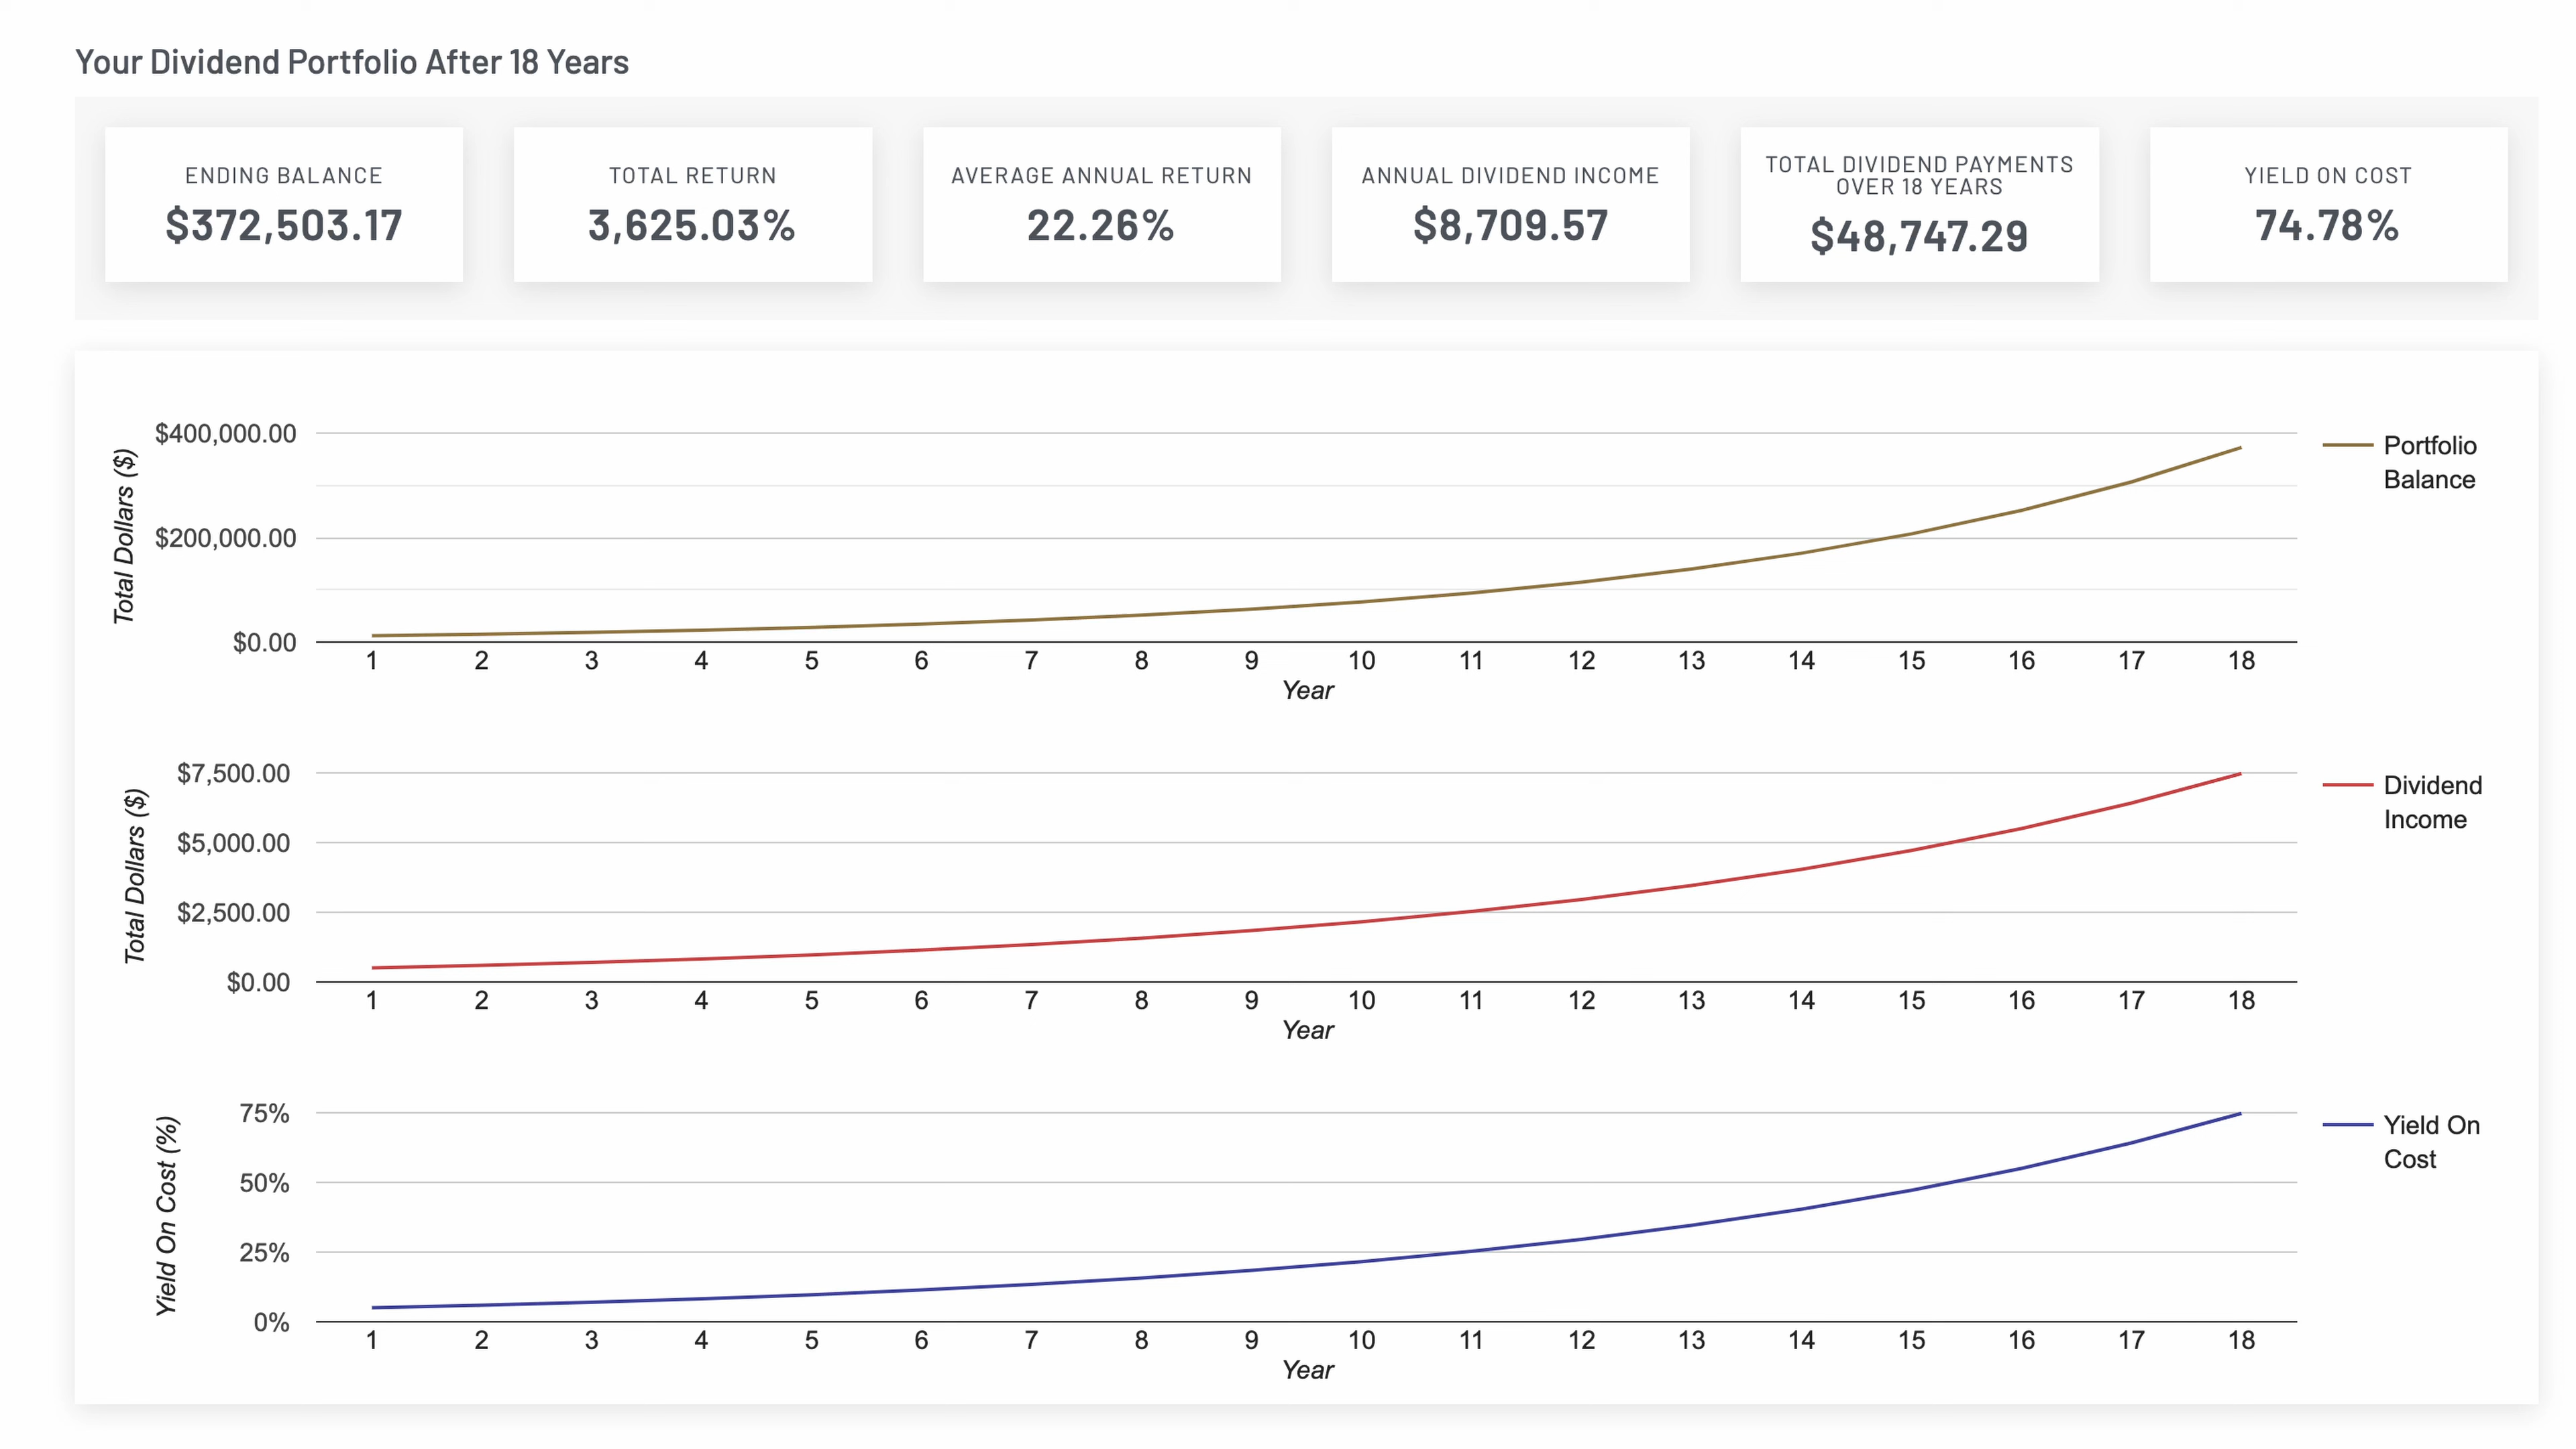 Your Dividend Portfolio After 18 Years
ENDING BALANCE
$372,503.17
TOTAL RETURN
3,625.03%
AVERAGE ANNUAL RETURN
22.26%
ANNUAL DIVIDEND INCOME
$8,709.57
TOTAL DIVIDEND PAYMENTS
OVER 18 YEARS
$48,747.29
YIELD ON COST
74.78%
Total Dollars ($)
$400,000.00
$200,000.00
$0.00
1 2 3 4 5 6 7 8 9 10 11 12 13 14 15 16 17 18
Year
Portfolio
Balance
Total Dollars ($)
$7,500.00
$5,000.00
$2,500.00
$0.00
1 2 3 4 5 6 7 8 9 10 11 12 13 14 15 16 17 18
Year
Dividend
Income
Yield On Cost (%)
75%
50%
25%
0%
1 2 3 4 5 6 7 8 9 10 11 12 13 14 15 16 17 18
Year
Yield On
Cost